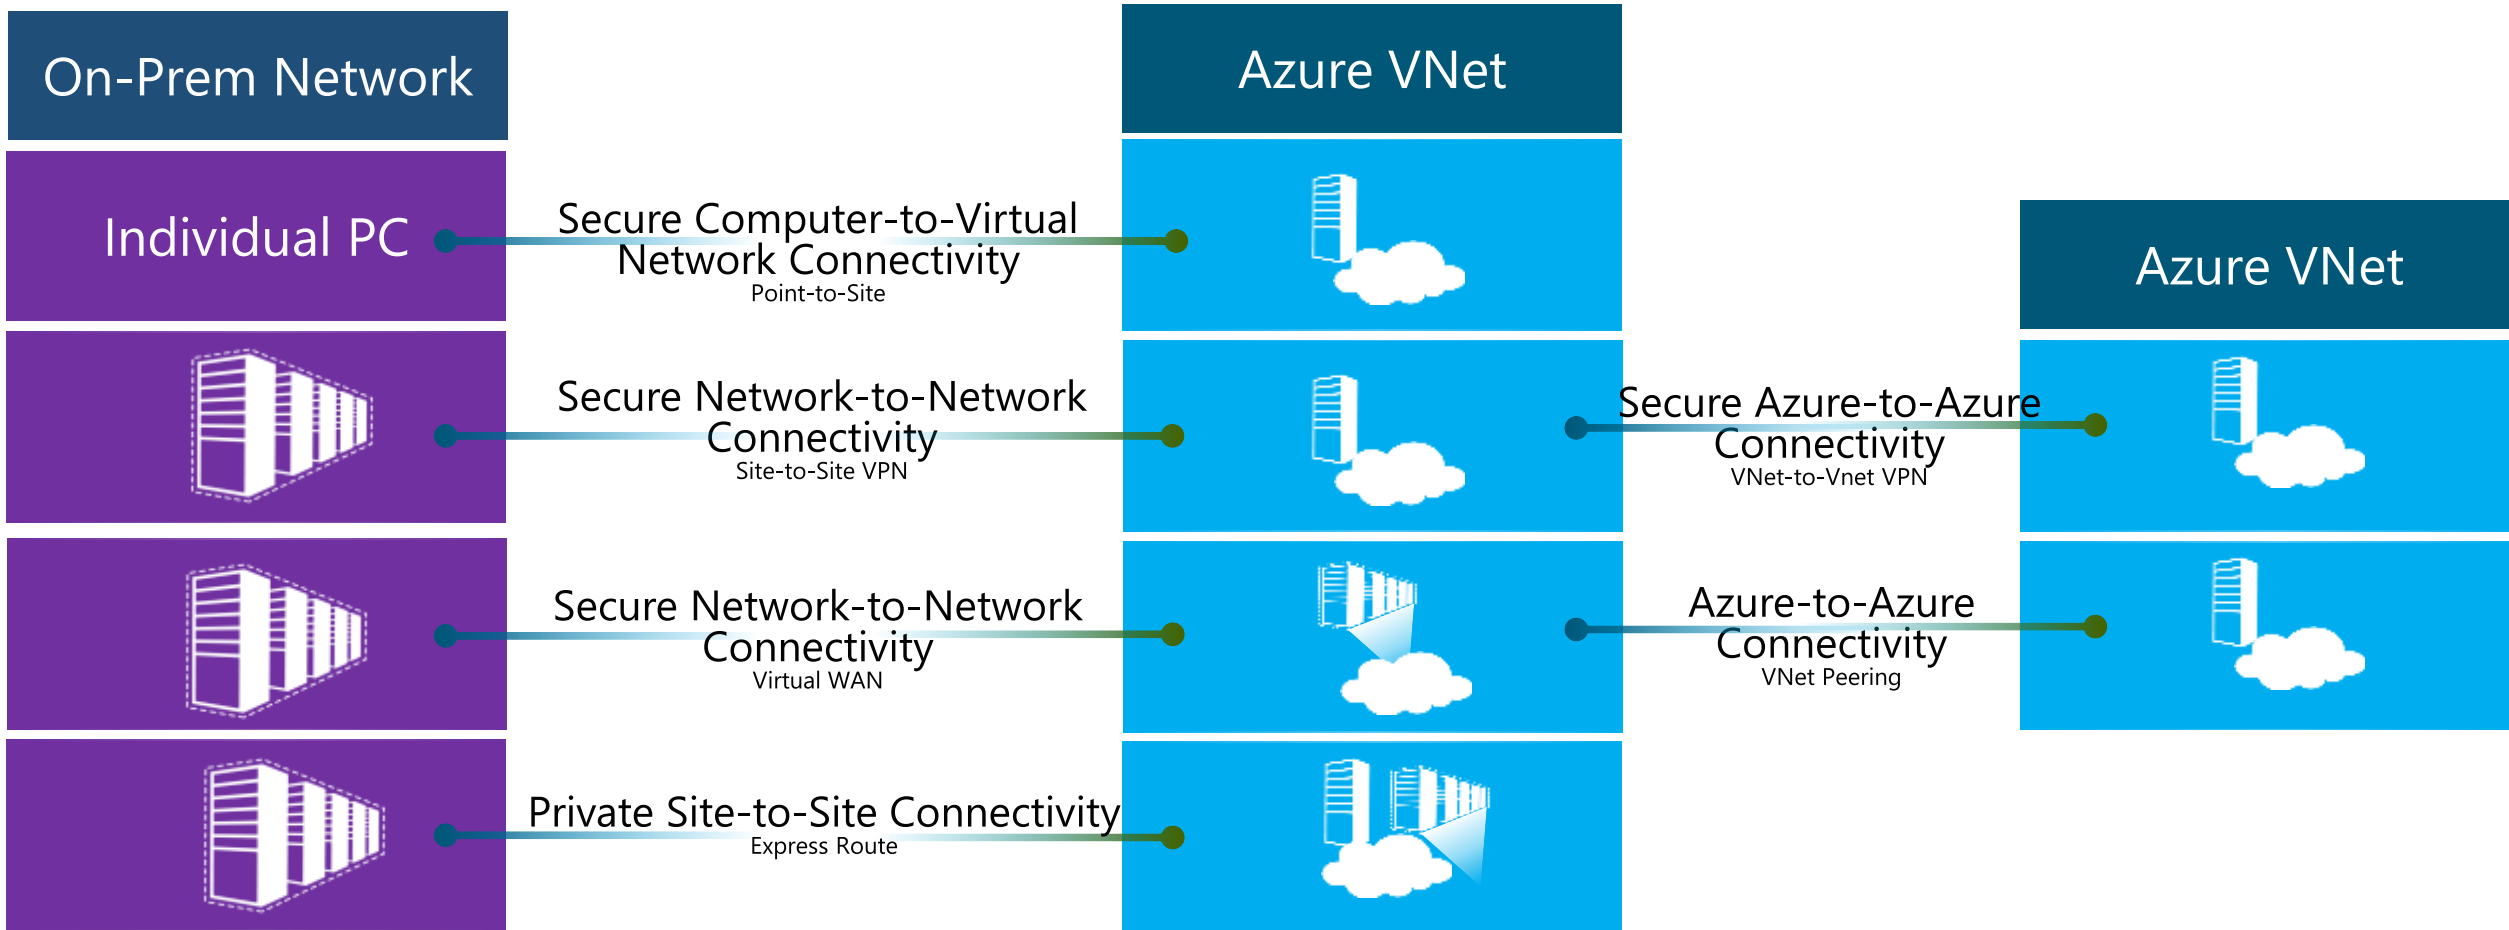 On-Prem Network
Azure VNet
Individual PC
Secure Computer-to-Virtual
Network Connectivity
Point-to-Site
Azure VNet
Secure Network-to-Network
Connectivity
Site-to-Site VPN
Secure Azure-to-Azure
Connectivity
VNet-to-Vnet VPN
Secure Network-to-Network
Connectivity
Virtual WAN
Azure-to-Azure
Connectivity
VNet Peering
Private Site-to-Site Connectivity
Express Route